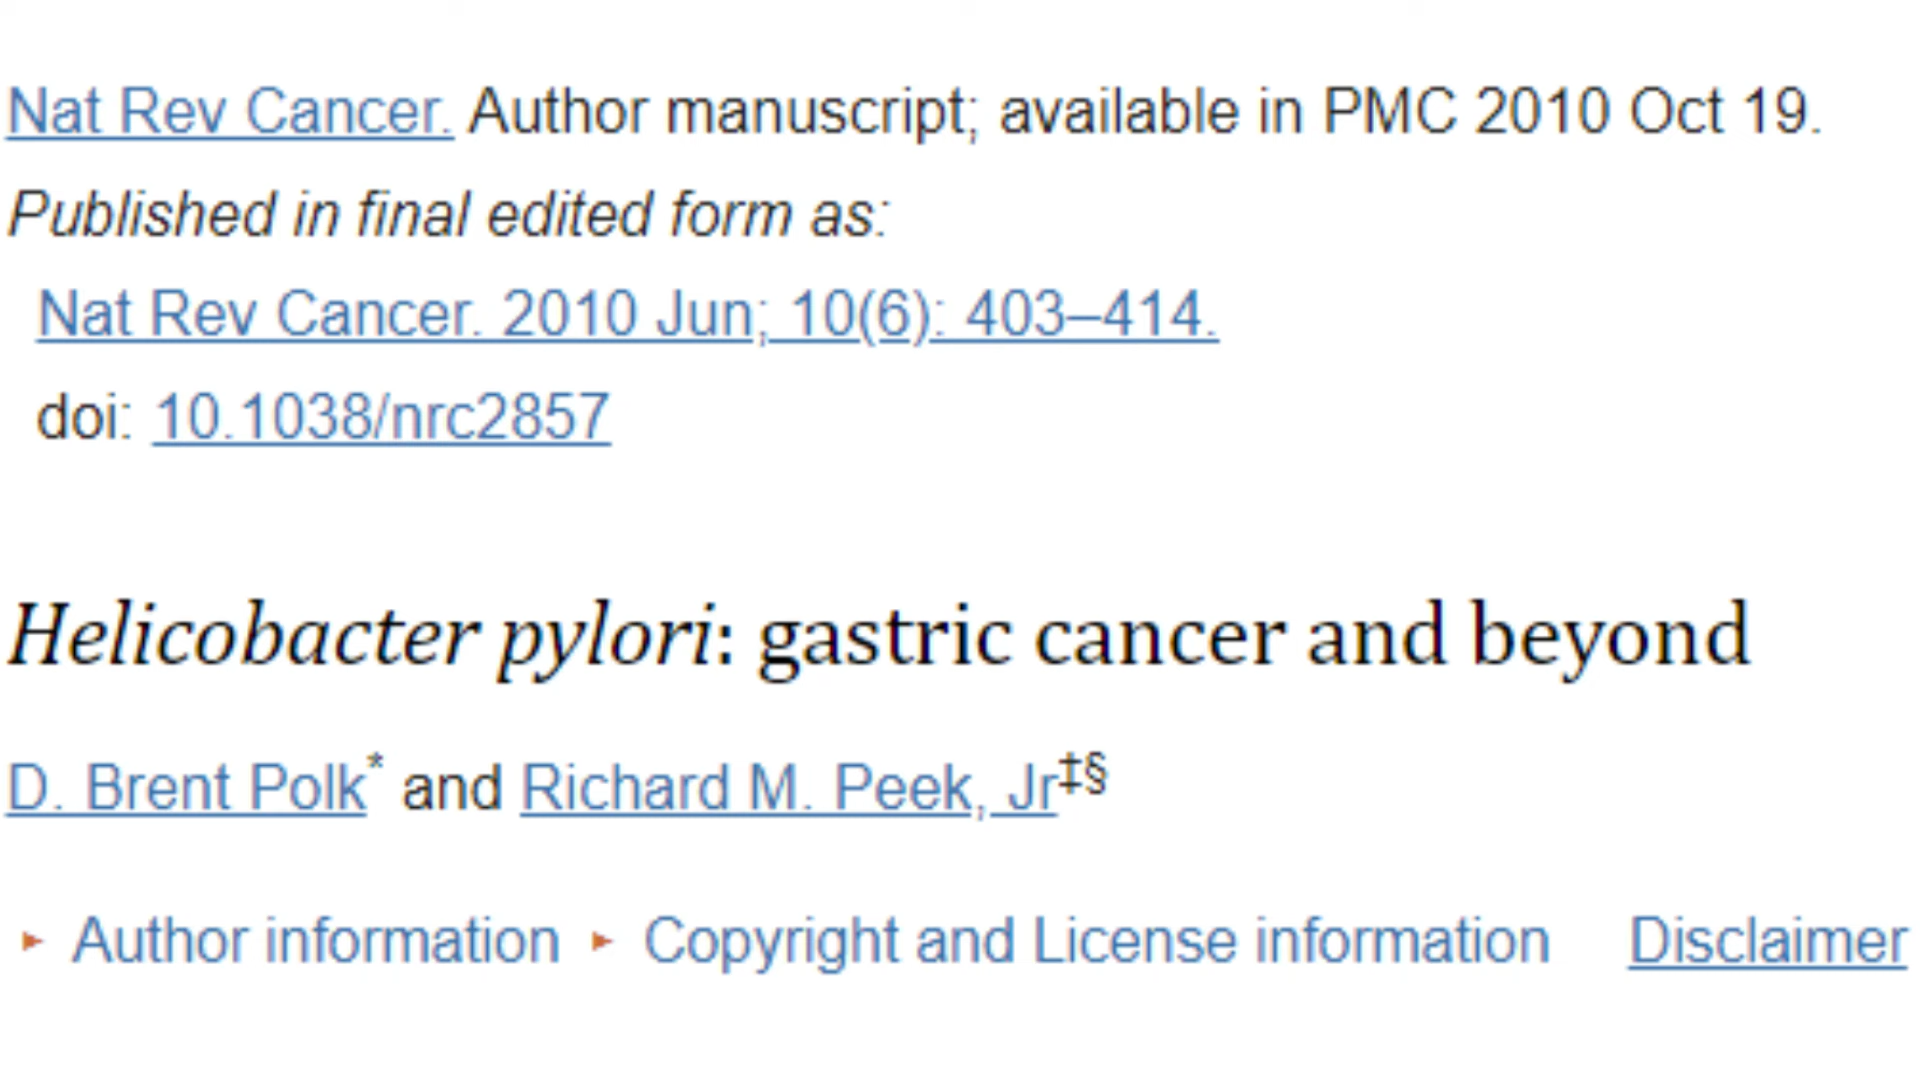 Nat Rev Cancer. Author manuscript; available in PMC 2010 Oct 19.
Published in final edited form as:
Nat Rev Cancer. 2010 Jun; 10(6): 403–414.
doi: 10.1038/nrc2857
Helicobacter pylori: gastric cancer and beyond
D. Brent Polk* and Richard M. Peek, Jr‡§
► Author information ► Copyright and License information Disclaimer